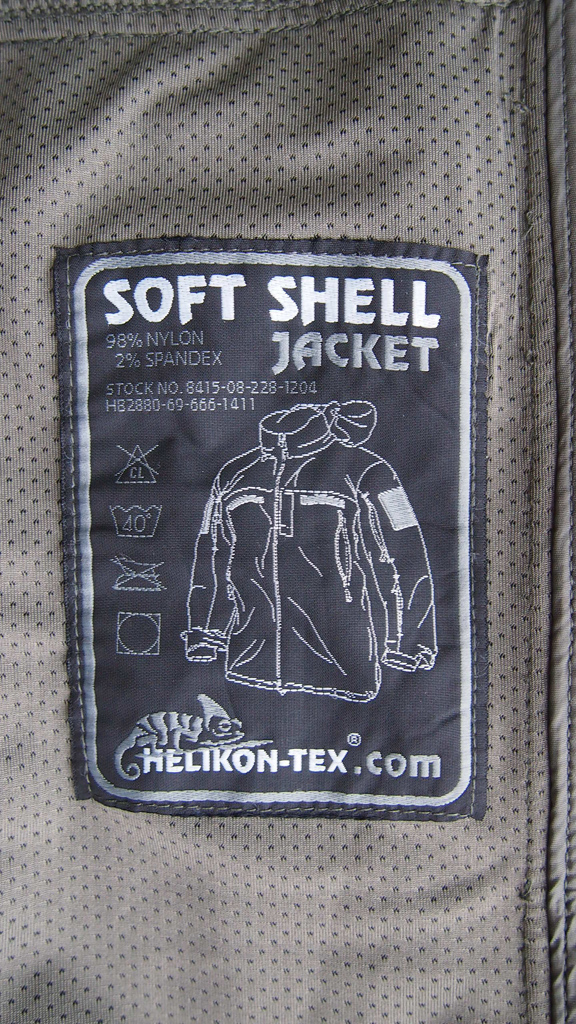 SOFT SHELL
JACKET
98% NYLON
2% SPANDEX
STOCK NO. 8415-08-228-1204
HB2880-69-666-1411
CL
40°
HELIKON-TEX®.com